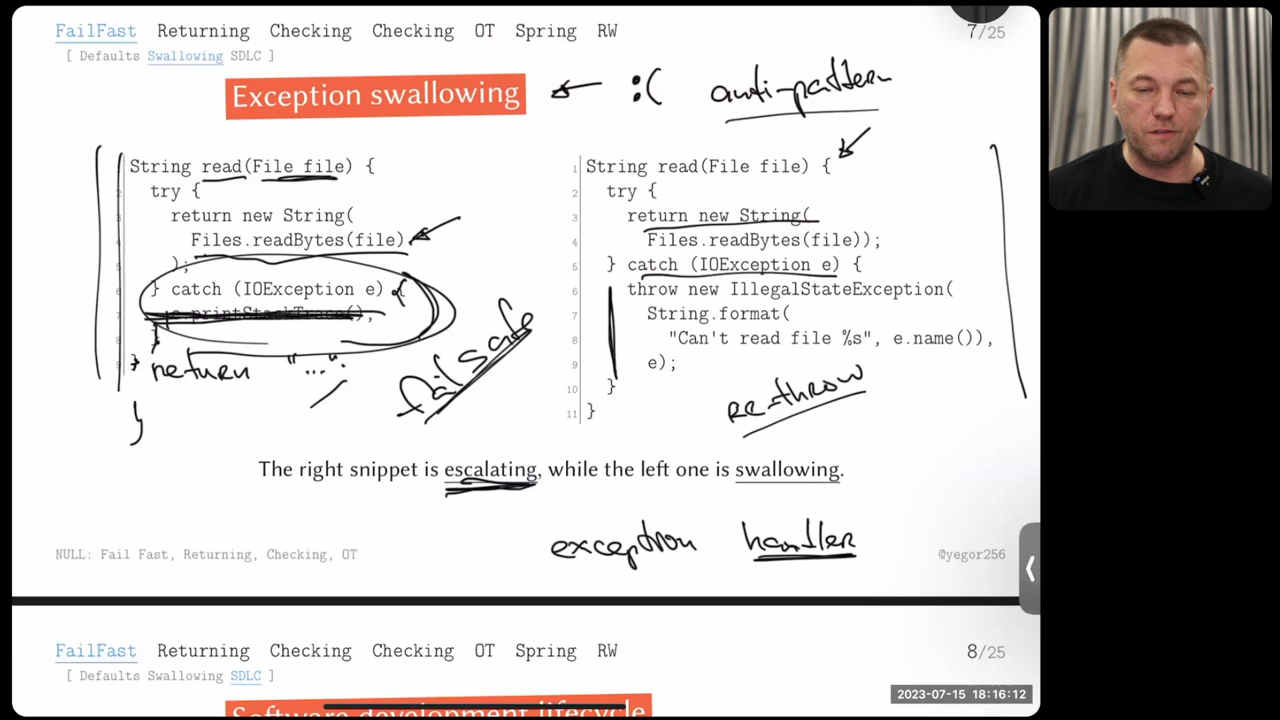 FailFast Returning Checking Checking OT Spring RW
7/25
[ Defaults Swallowing SDLC ]
Exception swallowing
:( anti-pattern
String read(File file) {
try {
return new String(
Files.readBytes(file)
);
} catch (IOException e) {
e.printStackTrace();
}
} return "...".
}
fail safe
1 String read(File file) {
2 try {
3 return new String(
4 Files.readBytes(file));
5 } catch (IOException e) {
6 throw new IllegalStateException(
7 String.format(
8 "Can't read file %s", e.name()),
9 e);
10 }
11 }
re-throw
The right snippet is escalating, while the left one is swallowing.
exception handler
NULL: Fail Fast, Returning, Checking, OT
@yegor256
FailFast Returning Checking Checking OT Spring RW
8/25
[ Defaults Swallowing SDLC ]
Software development lifecycle
2023-07-15 18:16:12